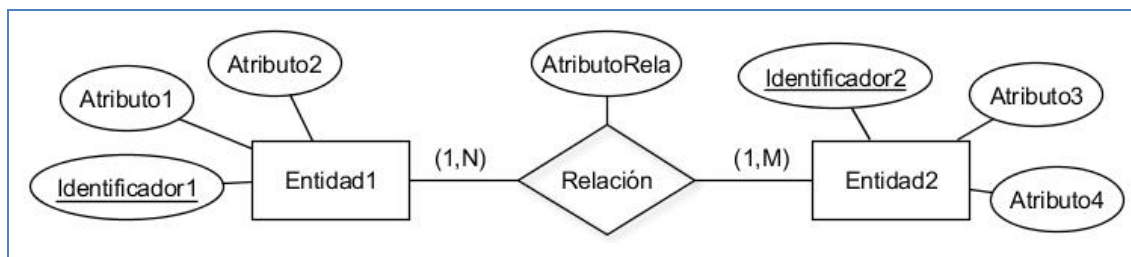 Atributo2
AtributoRela
Identificador2
Atributo1
Atributo3
(1,N)
(1,M)
Identificador1
Entidad1
Relación
Entidad2
Atributo4